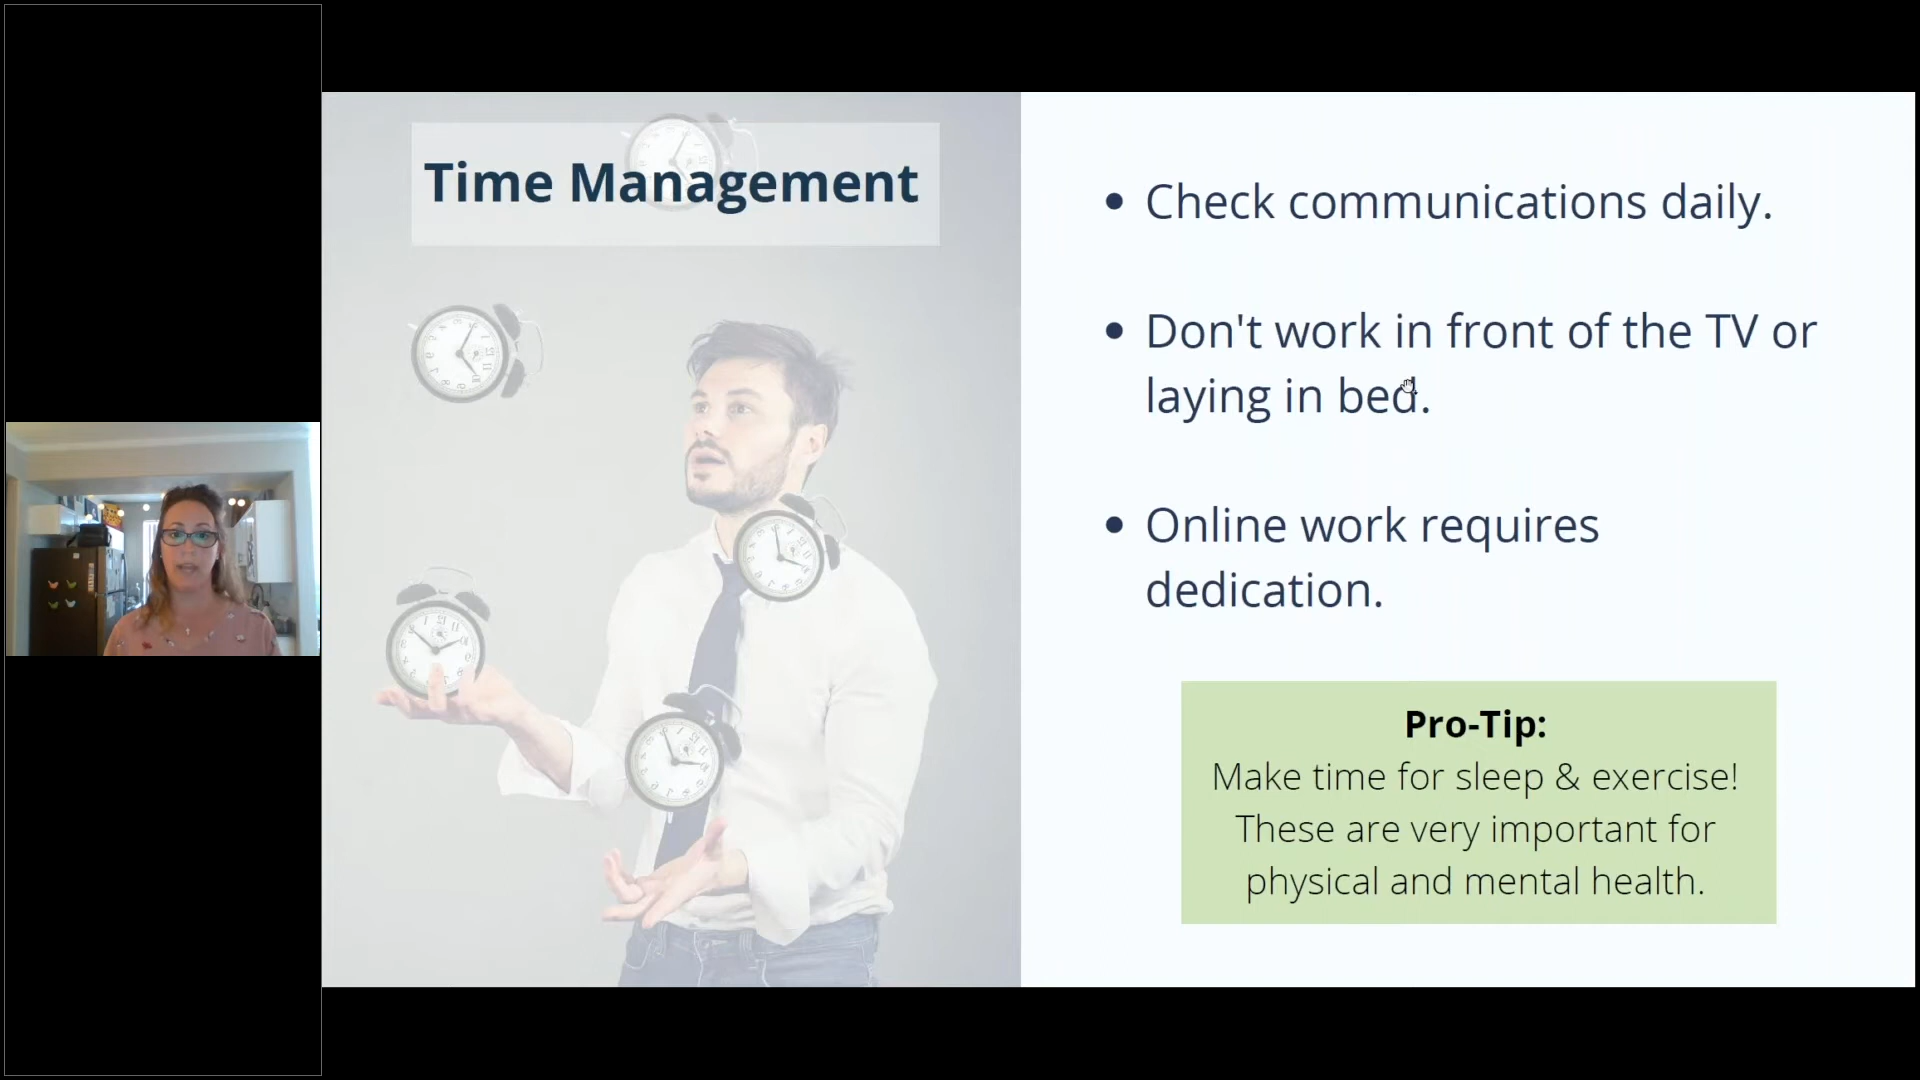 Time Management
• Check communications daily.
• Don't work in front of the TV or
laying in bed.
• Online work requires
dedication.
Pro-Tip:
Make time for sleep & exercise!
These are very important for
physical and mental health.